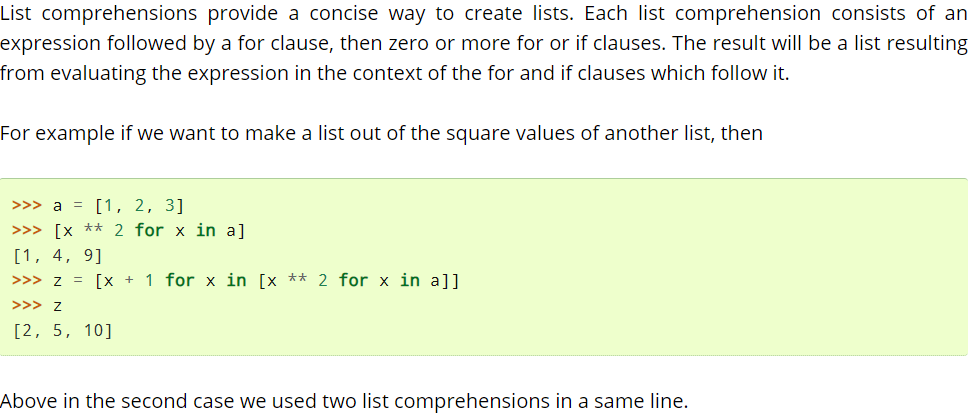 List comprehensions provide a concise way to create lists. Each list comprehension consists of an
expression followed by a for clause, then zero or more for or if clauses. The result will be a list resulting
from evaluating the expression in the context of the for and if clauses which follow it.
For example if we want to make a list out of the square values of another list, then
>>> a = [1, 2, 3]
>>> [x ** 2 for x in a]
[1, 4, 9]
>>> z = [x + 1 for x in [x ** 2 for x in a]]
>>> z
[2, 5, 10]
Above in the second case we used two list comprehensions in a same line.